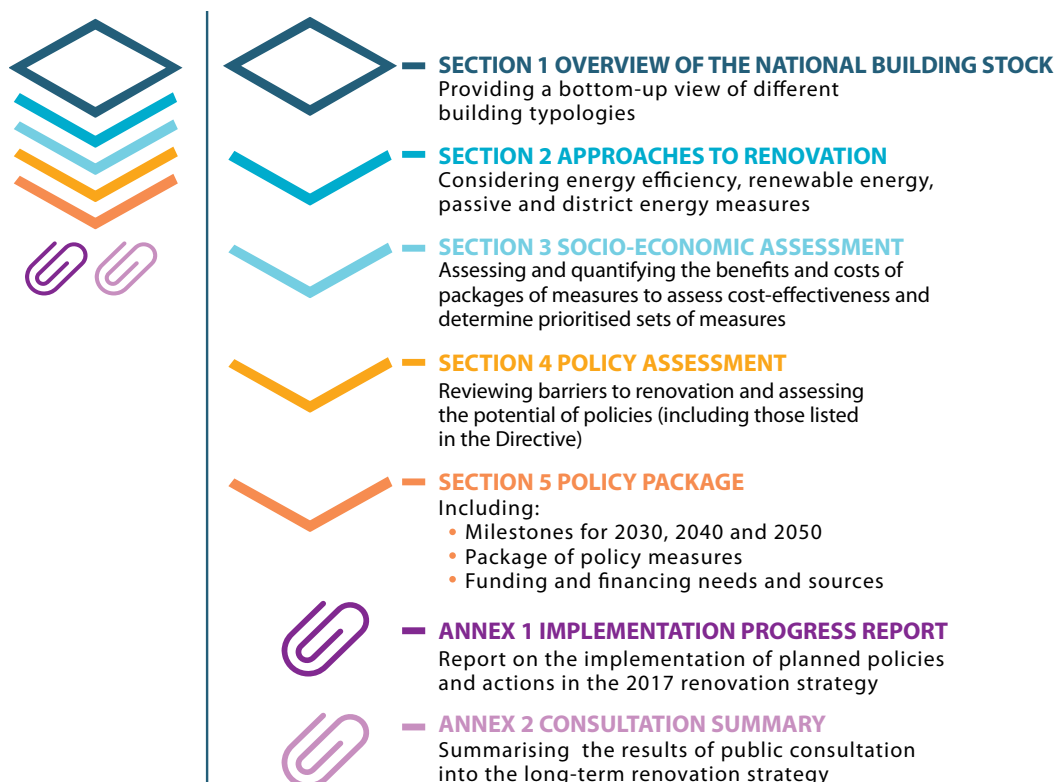 SECTION 1 OVERVIEW OF THE NATIONAL BUILDING STOCK
Providing a bottom-up view of different
building typologies
SECTION 2 APPROACHES TO RENOVATION
Considering energy efficiency, renewable energy,
passive and district energy measures
SECTION 3 SOCIO-ECONOMIC ASSESSMENT
Assessing and quantifying the benefits and costs of
packages of measures to assess cost-effectiveness and
determine prioritised sets of measures
SECTION 4 POLICY ASSESSMENT
Reviewing barriers to renovation and assessing
the potential of policies (including those listed
in the Directive)
SECTION 5 POLICY PACKAGE
Including:
• Milestones for 2030, 2040 and 2050
• Package of policy measures
• Funding and financing needs and sources
ANNEX 1 IMPLEMENTATION PROGRESS REPORT
Report on the implementation of planned policies
and actions in the 2017 renovation strategy
ANNEX 2 CONSULTATION SUMMARY
Summarising the results of public consultation
into the long-term renovation strategy